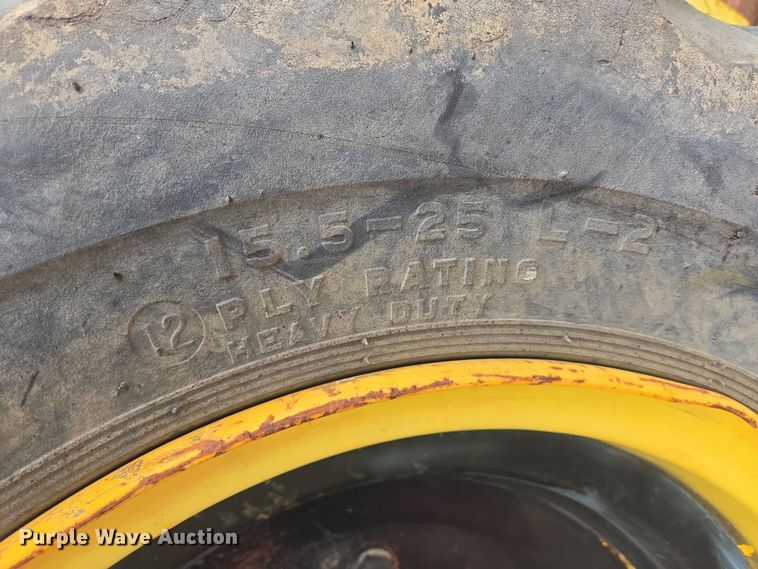 15.5-25 L-2
12 PLY RATING
HEAVY DUTY
Purple Wave Auction